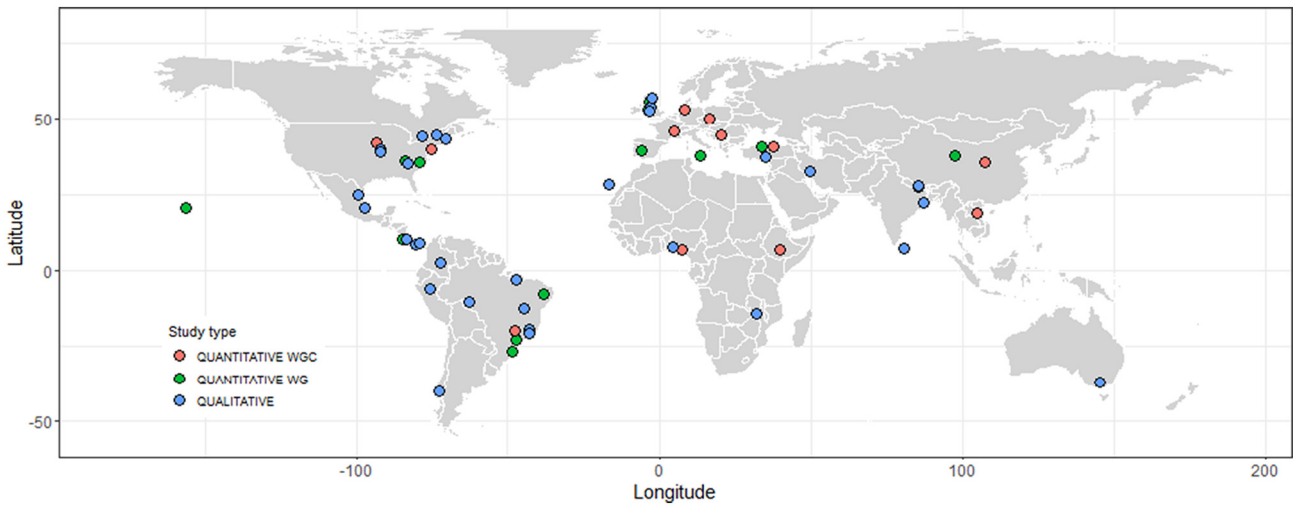 50
0
-50
Latitude
Study type
QUANTITATIVE WGC
QUANTITATIVE WG
QUALITATIVE
-100
0
100
200
Longitude